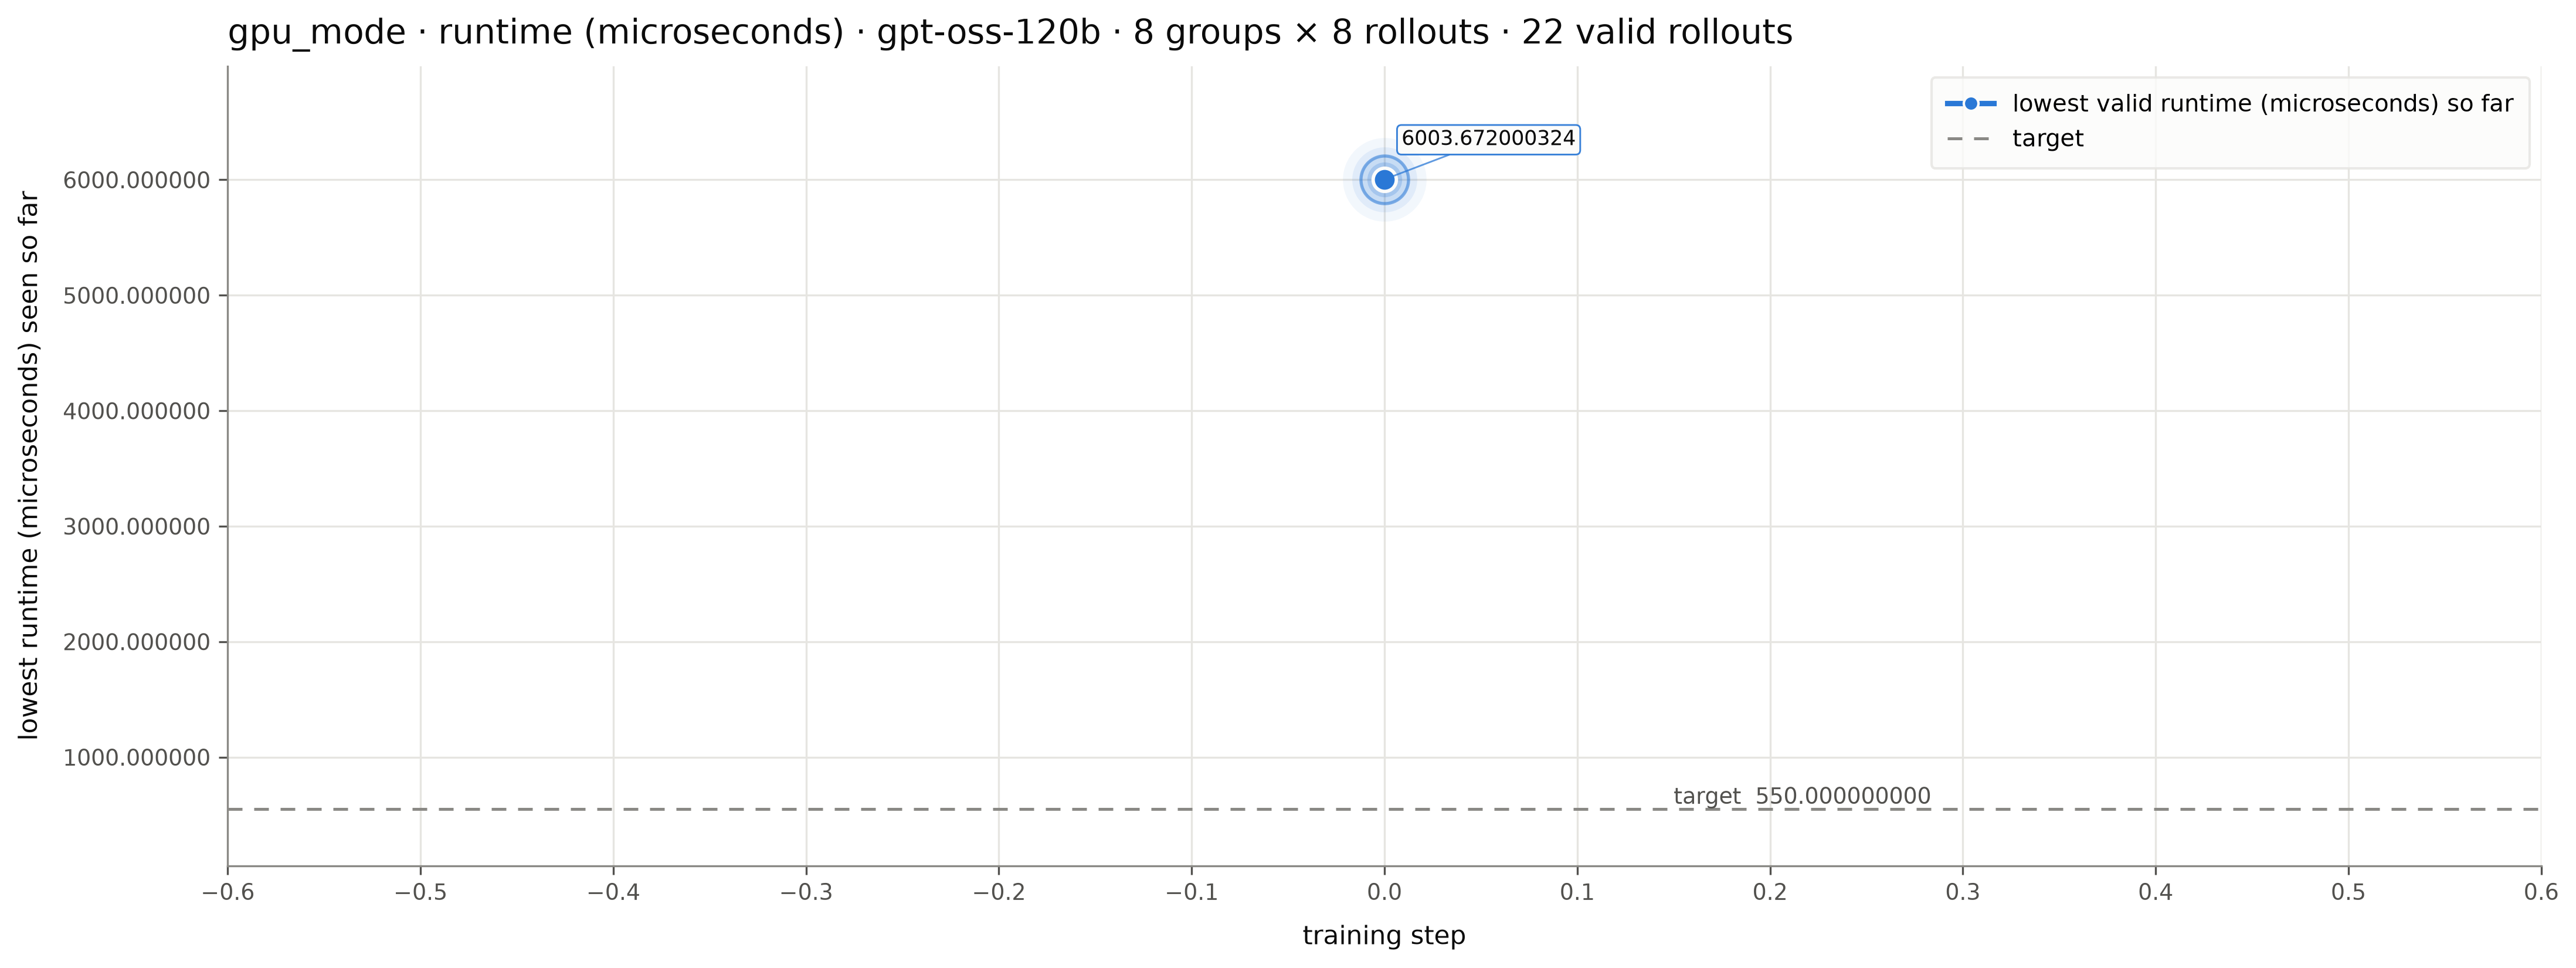 gpu_mode · runtime (microseconds) · gpt-oss-120b · 8 groups × 8 rollouts · 22 valid rollouts
lowest valid runtime (microseconds) so far
target
6003.672000324
lowest runtime (microseconds) seen so far
6000.000000
5000.000000
4000.000000
3000.000000
2000.000000
1000.000000
target 550.000000000
−0.6 −0.5 −0.4 −0.3 −0.2 −0.1 0.0 0.1 0.2 0.3 0.4 0.5 0.6
training step